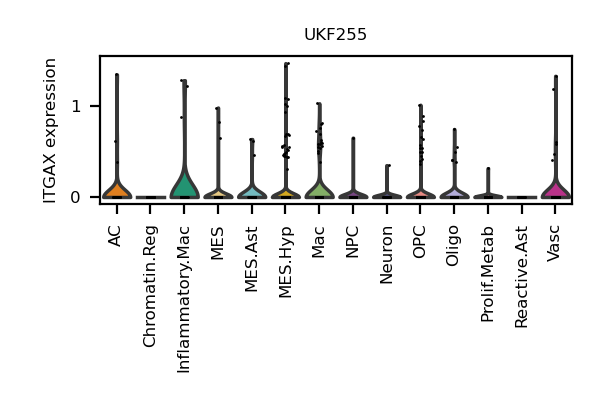 UKF255
ITGAX expression
1
0
AC
Chromatin.Reg
Inflammatory.Mac
MES
MES.Ast
MES.Hyp
Mac
NPC
Neuron
OPC
Oligo
Prolif.Metab
Reactive.Ast
Vasc